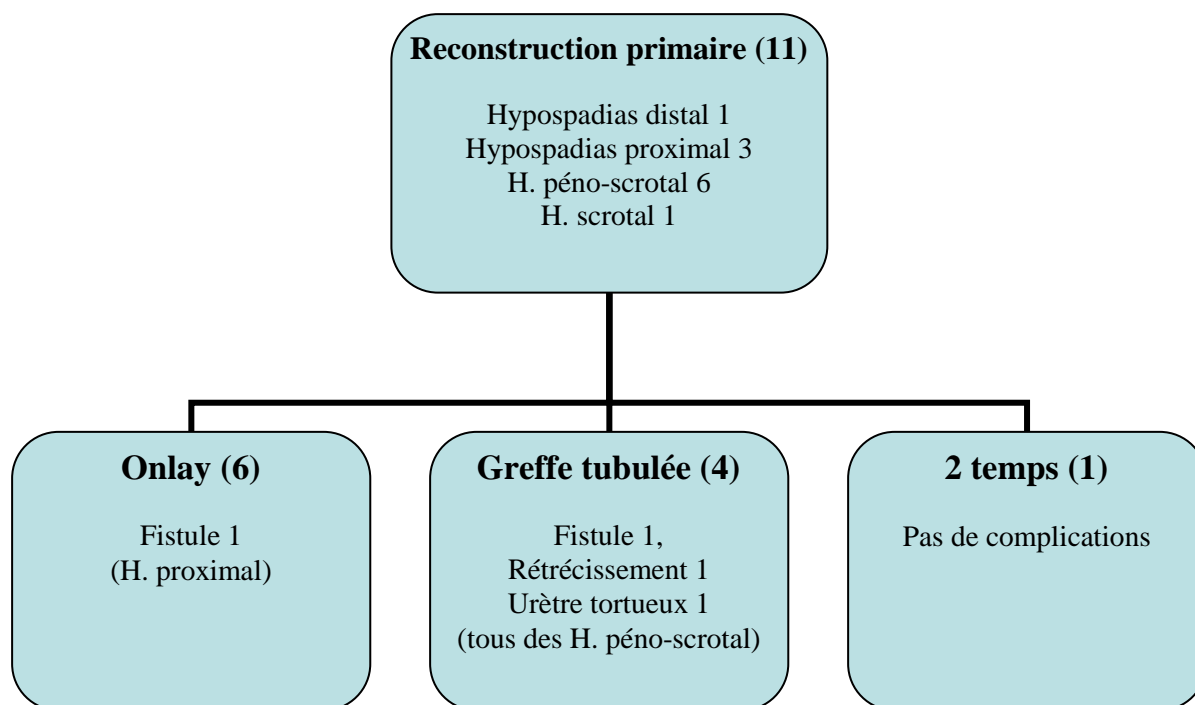 Reconstruction primaire (11)
Hypospadias distal 1
Hypospadias proximal 3
H. péno-scrotal 6
H. scrotal 1
Onlay (6)
Fistule 1
(H. proximal)
Greffe tubulée (4)
Fistule 1,
Rétrécissement 1
Urètre tortueux 1
(tous des H. péno-scrotal)
2 temps (1)
Pas de complications